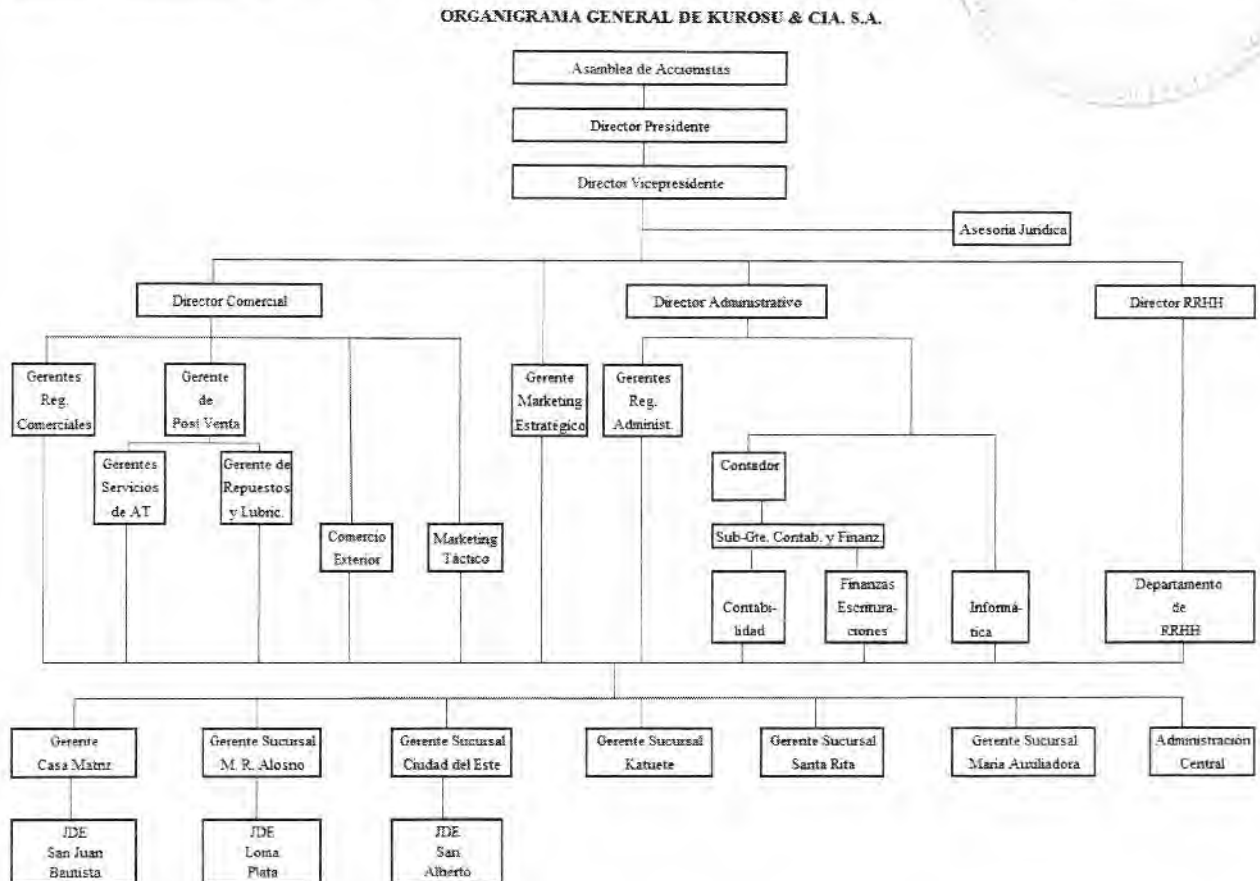 ORGANIGRAMA GENERAL DE KUROSU & CIA. S.A.
Asamblea de Accionistas
Director Presidente
Director Vicepresidente
Asesoria Juridica
Director Comercial
Director Administrativo
Director RRHH
Gerentes
Reg.
Comerciales
Gerente
de
Post Venta
Gerente
Marketing
Estratégico
Gerentes
Reg.
Administ.
Gerentes
Servicios
de AT
Gerente de
Repuestos
y Lubric.
Contador
Comercio
Exterior
Marketing
Táctico
Sub-Gte. Contab. y Finanz.
Contabi-
lidad
Finanzas
Escritura-
ciones
Informá-
tica
Departamento
de
RRHH
Gerente
Casa Matriz
Gerente Sucursal
M. R. Alosno
Gerente Sucursal
Ciudad del Este
Gerente Sucursal
Katuete
Gerente Sucursal
Santa Rita
Gerente Sucursal
Maria Auxiliadora
Administración
Central
JDE
San Juan
Bautista
JDE
Loma
Plata
JDE
San
Alberto